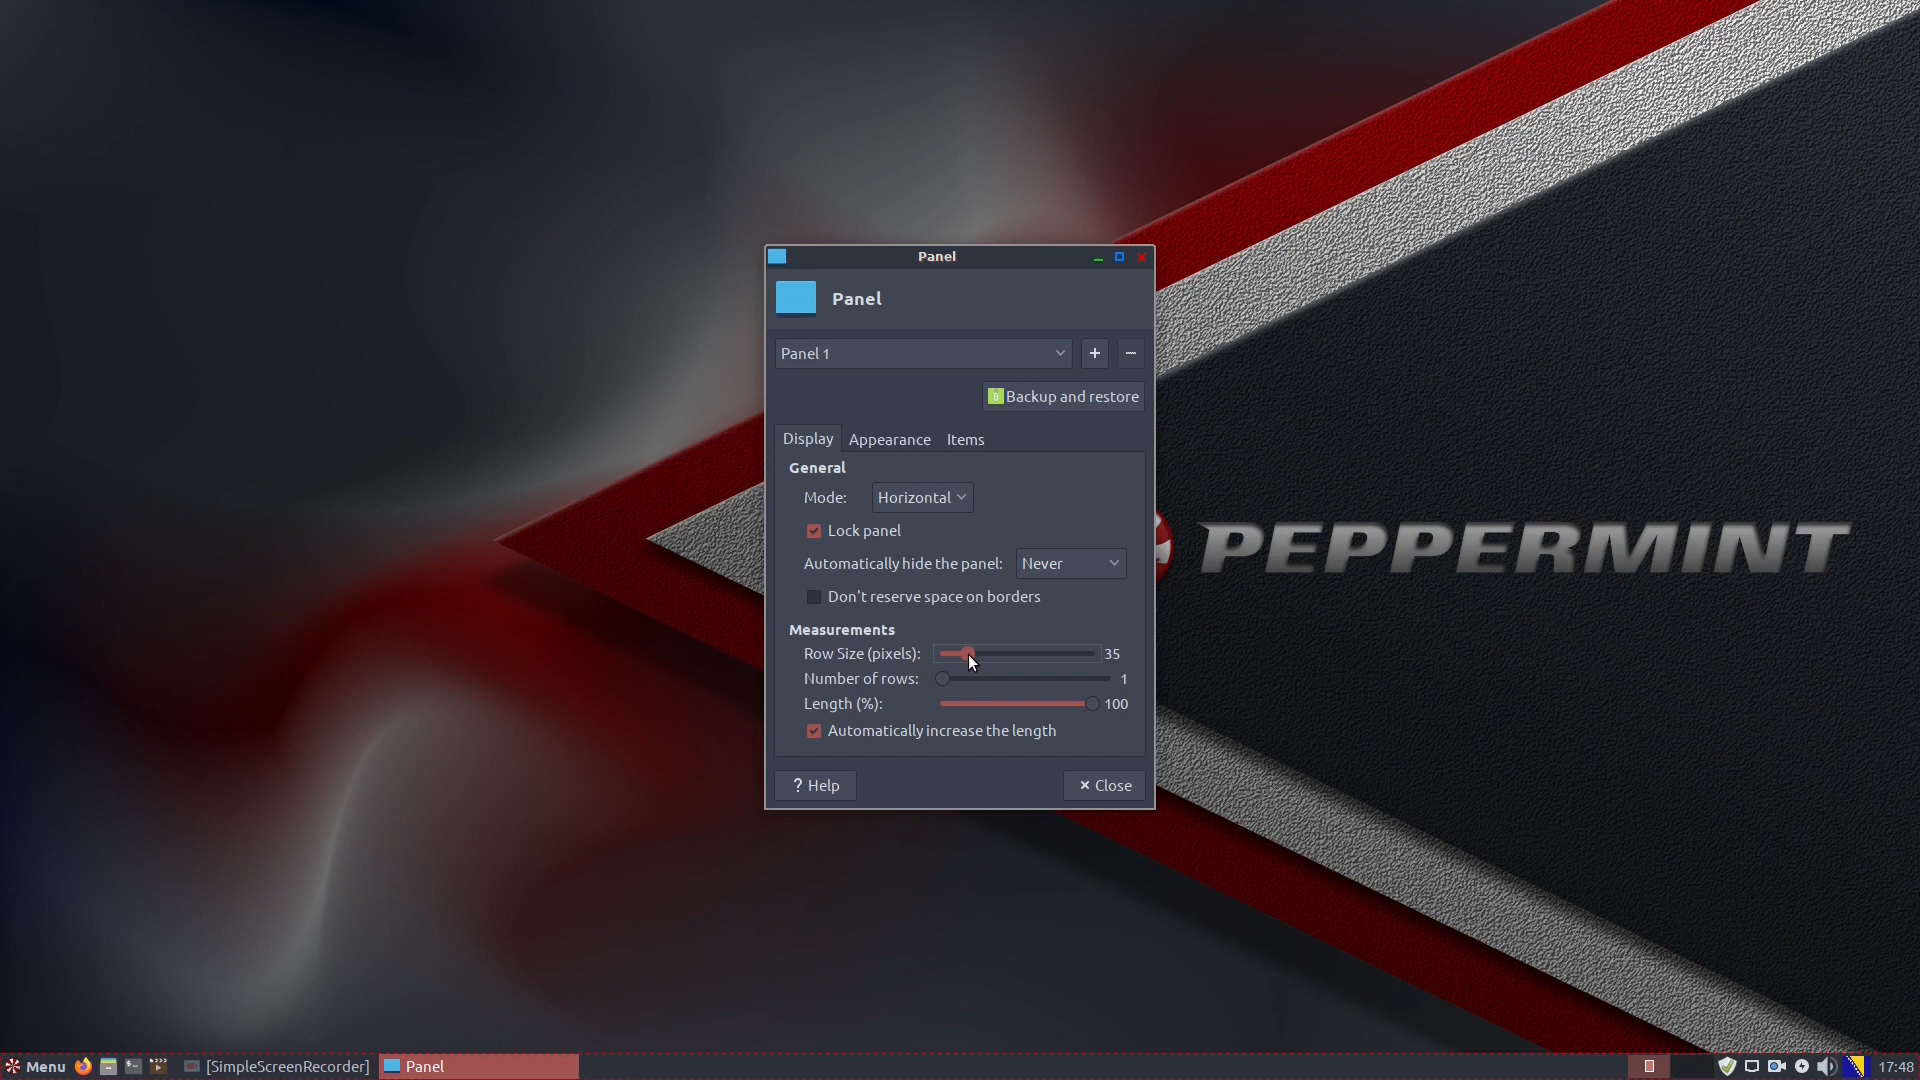 Panel
Panel
Panel 1
+ −
Backup and restore
Display Appearance Items
General
Mode: Horizontal
Lock panel
Automatically hide the panel: Never
Don't reserve space on borders
Measurements
Row Size (pixels): 35
Number of rows: 1
Length (%): 100
Automatically increase the length
? Help
× Close
PEPPERMINT
Menu [SimpleScreenRecorder] Panel 17:48